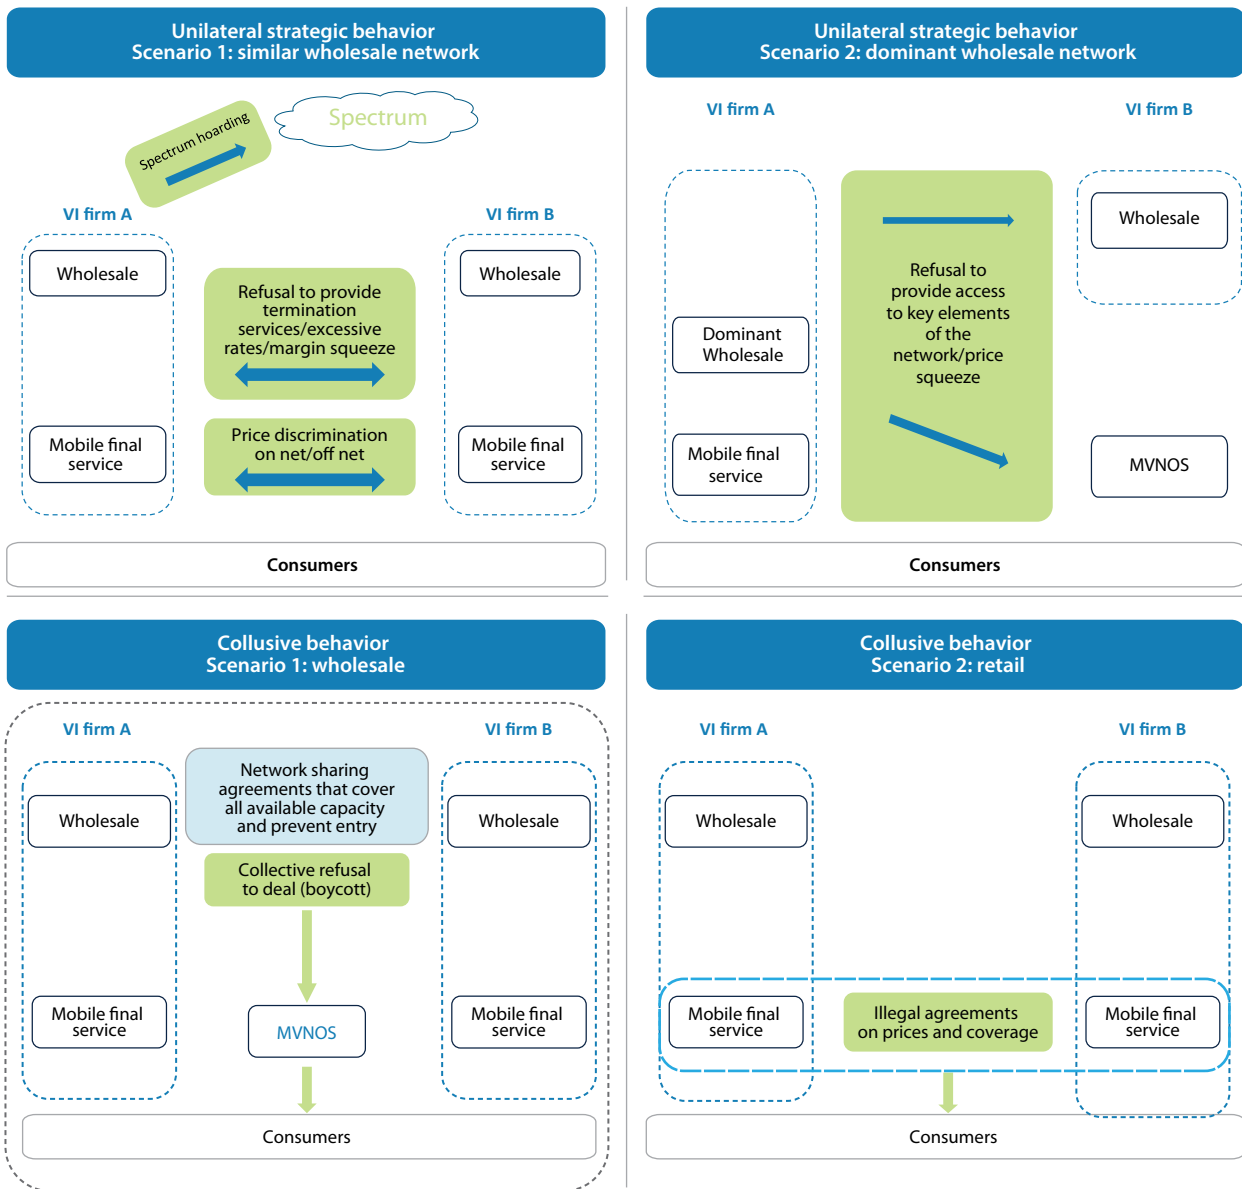 Unilateral strategic behavior
Scenario 1: similar wholesale network
Spectrum hoarding
Spectrum
VI firm A
VI firm B
Wholesale
Wholesale
Refusal to provide
termination
services/excessive
rates/margin squeeze
Mobile final
service
Price discrimination
on net/off net
Mobile final
service
Consumers
Unilateral strategic behavior
Scenario 2: dominant wholesale network
VI firm A
VI firm B
Wholesale
Dominant
Wholesale
Refusal to
provide access
to key elements
of the
network/price
squeeze
Mobile final
service
MVNOS
Consumers
Collusive behavior
Scenario 1: wholesale
VI firm A
VI firm B
Network sharing
agreements that cover
all available capacity
and prevent entry
Wholesale
Wholesale
Collective refusal
to deal (boycott)
Mobile final
service
MVNOS
Mobile final
service
Consumers
Collusive behavior
Scenario 2: retail
VI firm A
VI firm B
Wholesale
Wholesale
Mobile final
service
Illegal agreements
on prices and coverage
Mobile final
service
Consumers